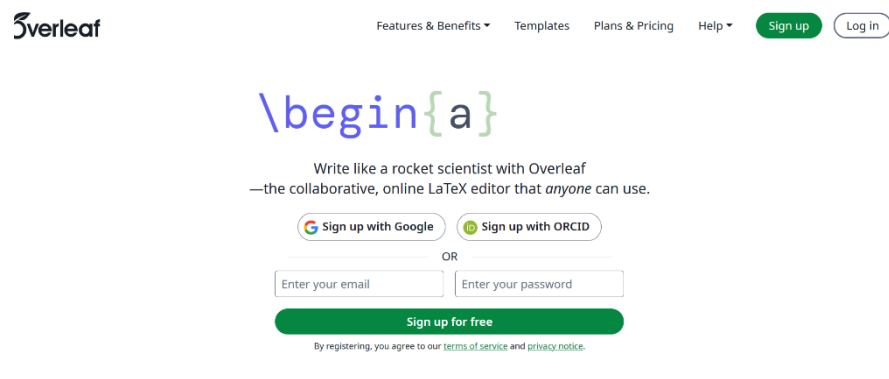 Overleaf
Features & Benefits
Templates
Plans & Pricing
Help
Sign up
Log in
\begin{a}
Write like a rocket scientist with Overleaf
—the collaborative, online LaTeX editor that anyone can use.
Sign up with Google
iD Sign up with ORCID
OR
Enter your email
Enter your password
Sign up for free
By registering, you agree to our terms of service and privacy notice.